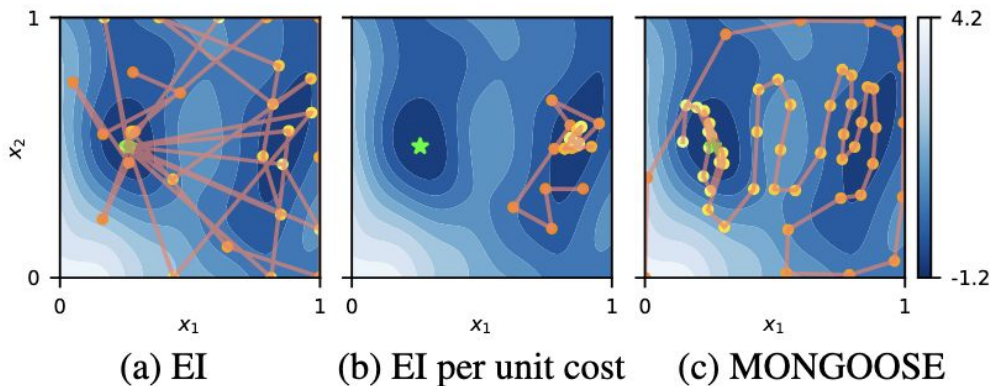 1
x₂
0
0
x₁
1
0
x₁
1
0
x₁
1
4.2
-1.2
(a) EI
(b) EI per unit cost
(c) MONGOOSE